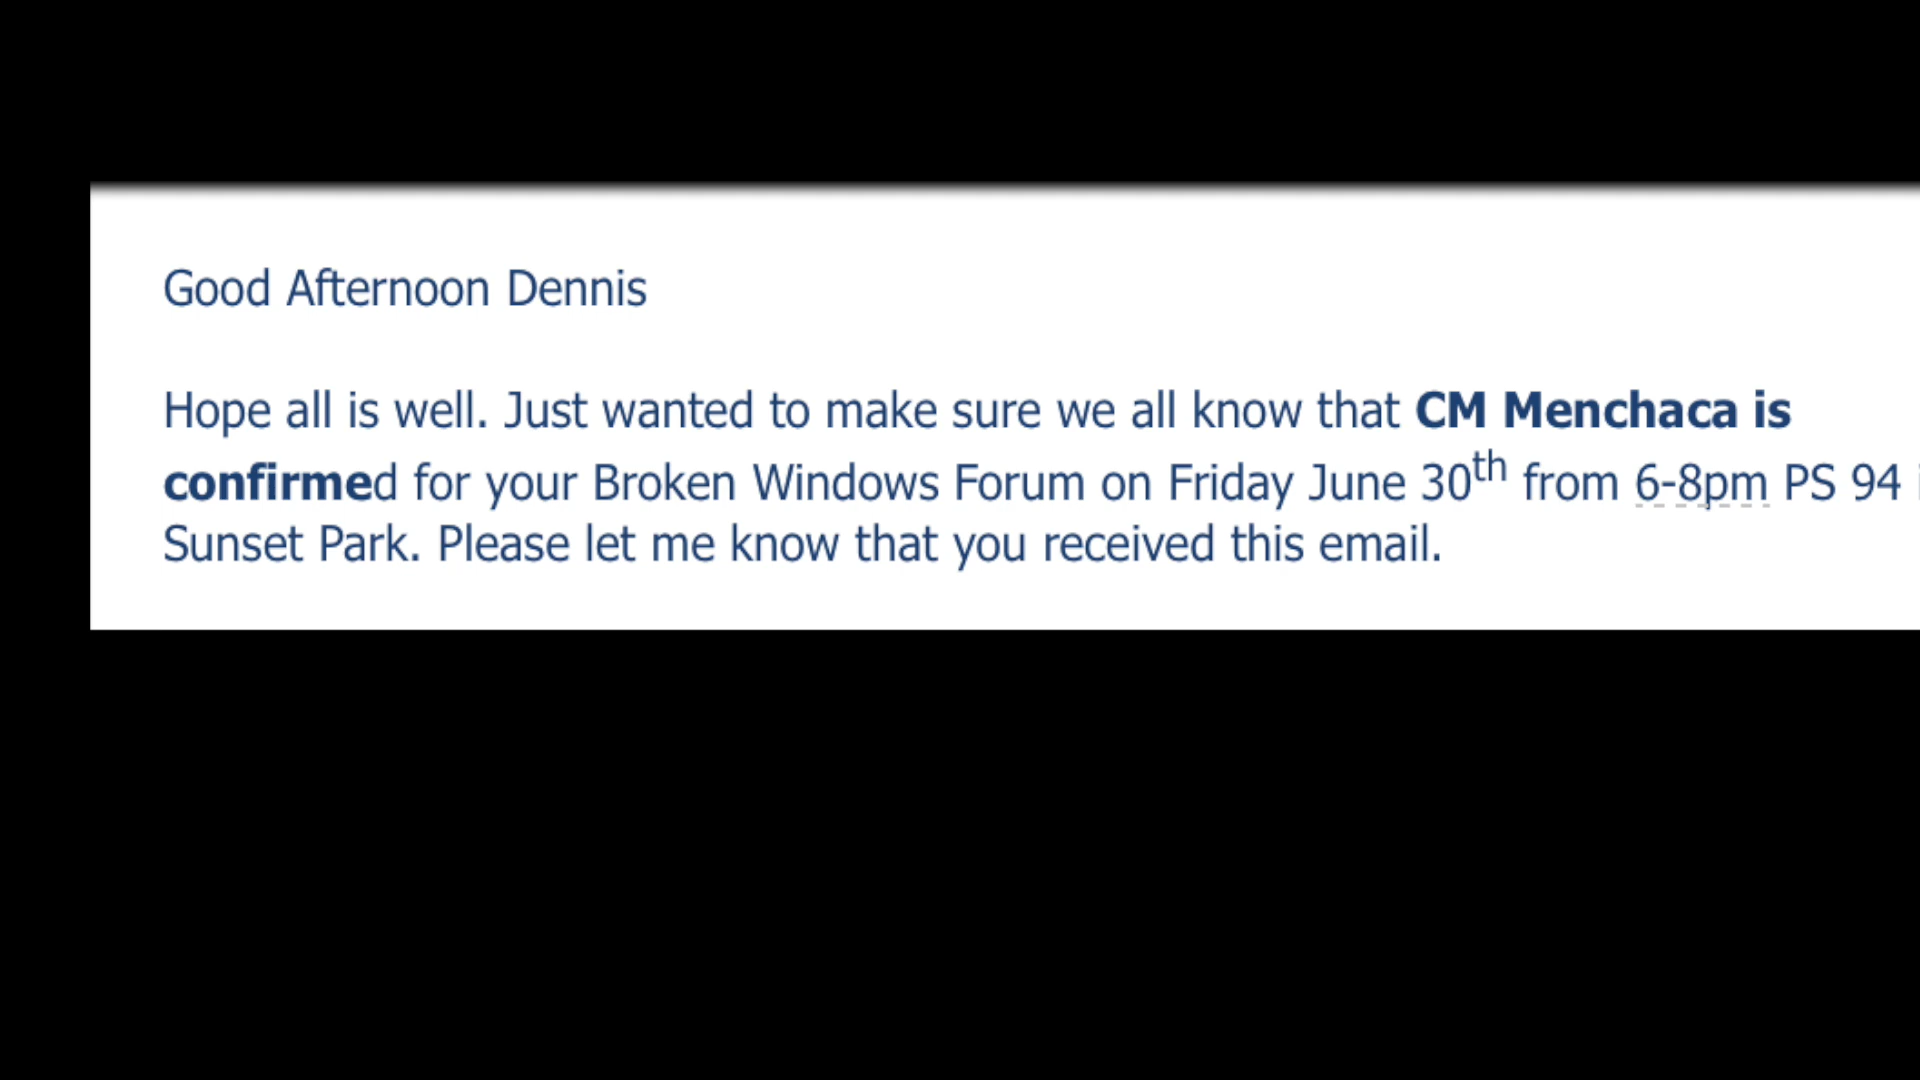 Good Afternoon Dennis
Hope all is well. Just wanted to make sure we all know that CM Menchaca is
confirmed for your Broken Windows Forum on Friday June 30th from 6-8pm PS 94
Sunset Park. Please let me know that you received this email.